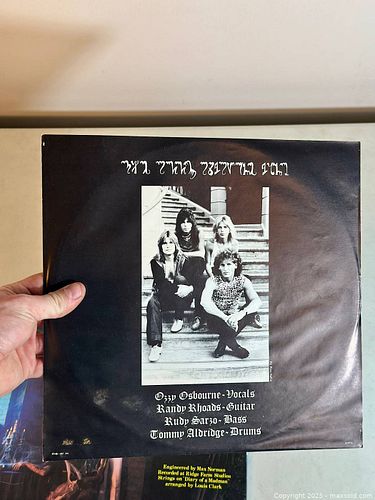 Ozzy Osbourne-Vocals
Randy Rhoads-Guitar
Rudy Sarzo-Bass
Tommy Aldridge-Drums
Engineered by Max Norman
Recorded at Ridge Farm Studios
Strings on 'Diary of a Madman'
arranged by Louis Clark
Copyright 2025 - maxsold.com